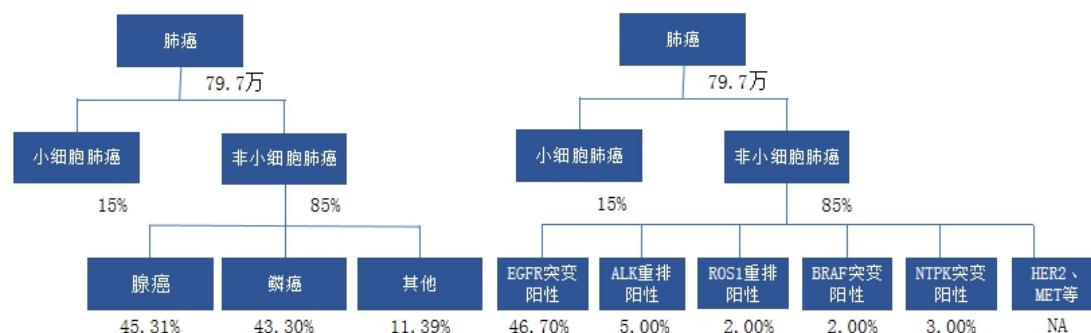 肺癌
79.7万
小细胞肺癌
非小细胞肺癌
15%
85%
腺癌
鳞癌
其他
45.31%
43.30%
11.39%
肺癌
79.7万
小细胞肺癌
非小细胞肺癌
15%
85%
EGFR突变
阳性
ALK重排
阳性
ROS1重排
阳性
BRAF突变
阳性
NTPK突变
阳性
HER2、
MET等
46.70%
5.00%
2.00%
2.00%
3.00%
NA